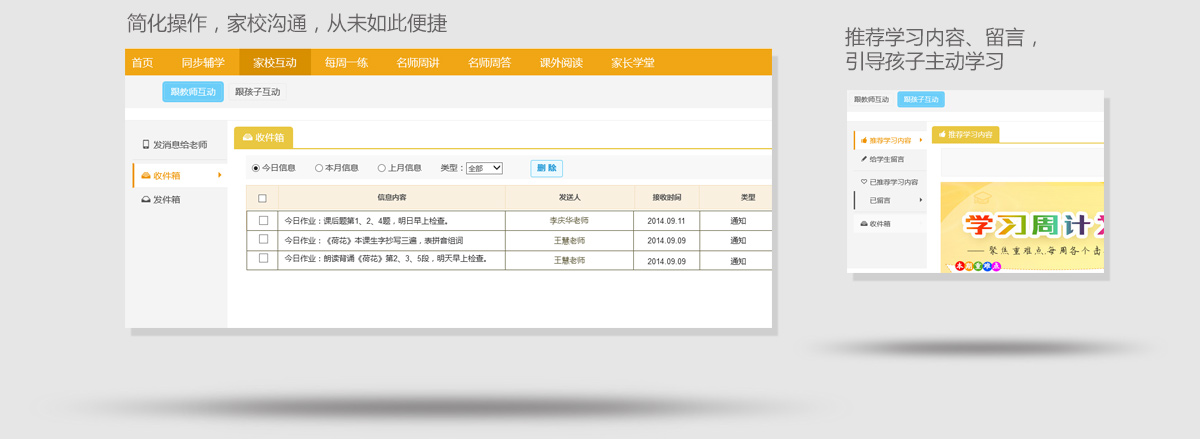 简化操作，家校沟通，从未如此便捷
首页 同步辅学 家校互动 每周一练 名师周讲 名师周答 课外阅读 家长学堂
跟教师互动 跟孩子互动
发消息给老师
收件箱
发件箱
收件箱
今日信息 本月信息 上月信息 类型： 全部 删 除
信息内容 发送人 接收时间 类型
今日作业：课后题第1、2、4题，明日早上检查。 李庆华老师 2014.09.11 通知
今日作业：《荷花》本课生字抄写三遍，表拼音组词 王慧老师 2014.09.09 通知
今日作业：朗读背诵《荷花》第2、3、5段，明天早上检查。 王慧老师 2014.09.09 通知
推荐学习内容、留言，
引导孩子主动学习
跟教师互动 跟孩子互动
推荐学习内容
给学生留言
已推荐学习内容
已留言
收件箱
推荐学习内容
学习周计
—— 聚焦重难点,每周各个击
本周重难点